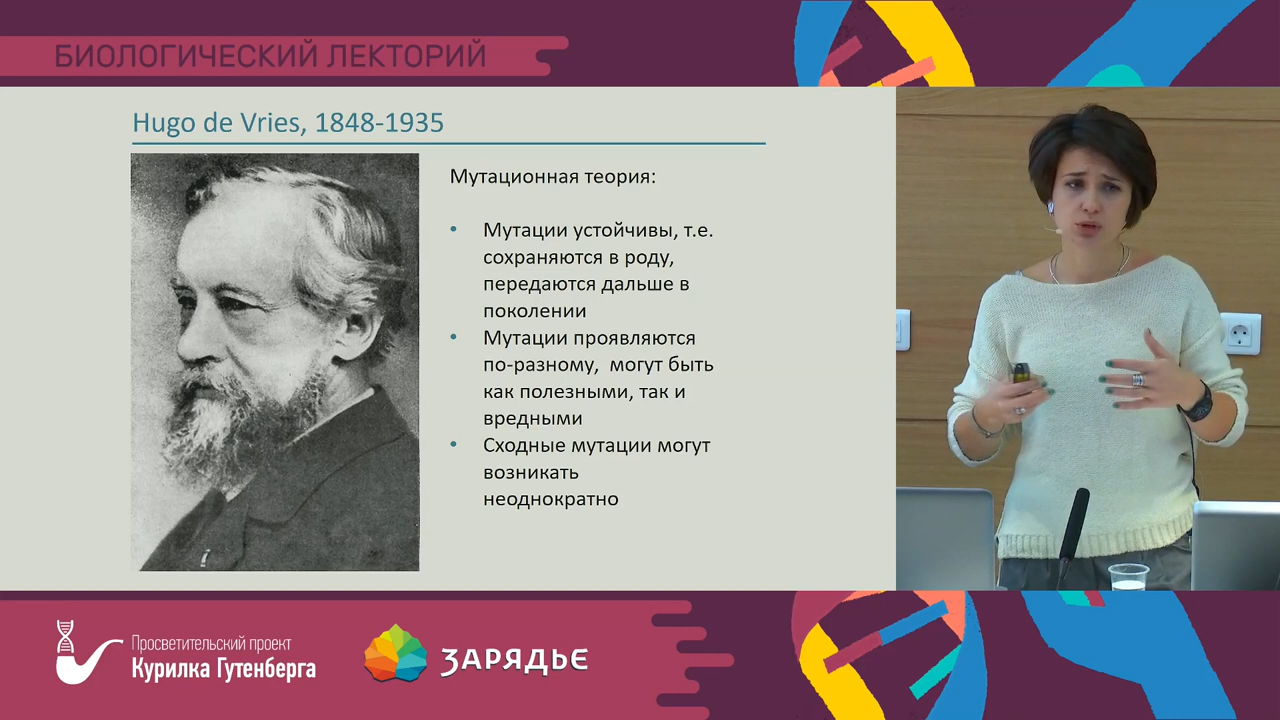 БИОЛОГИЧЕСКИЙ ЛЕКТОРИЙ
Hugo de Vries, 1848-1935
Мутационная теория:
• Мутации устойчивы, т.е.
сохраняются в роду,
передаются дальше в
поколении
• Мутации проявляются
по-разному, могут быть
как полезными, так и
вредными
• Сходные мутации могут
возникать
неоднократно
Просветительский проект
Курилка Гутенберга
ЗАРЯДЬЕ